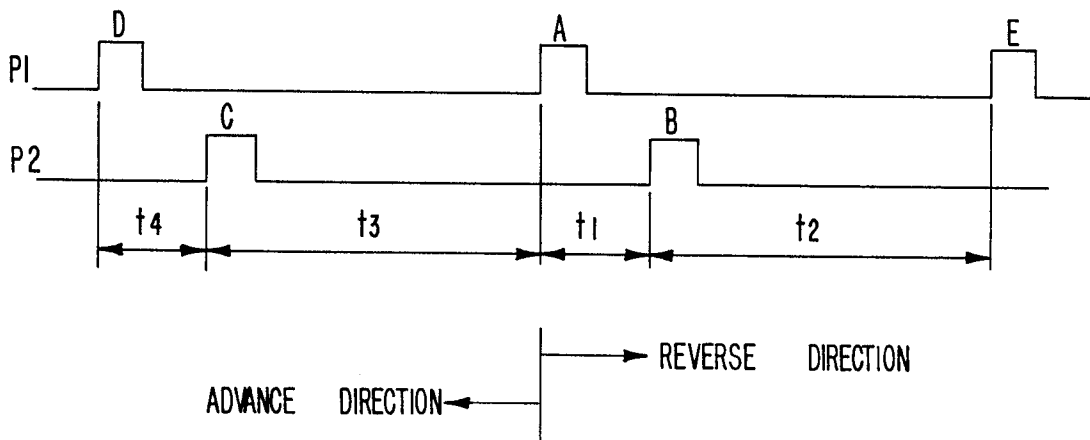 D A E
P1
C B
P2
t4 t3 t1 t2
REVERSE DIRECTION
ADVANCE DIRECTION